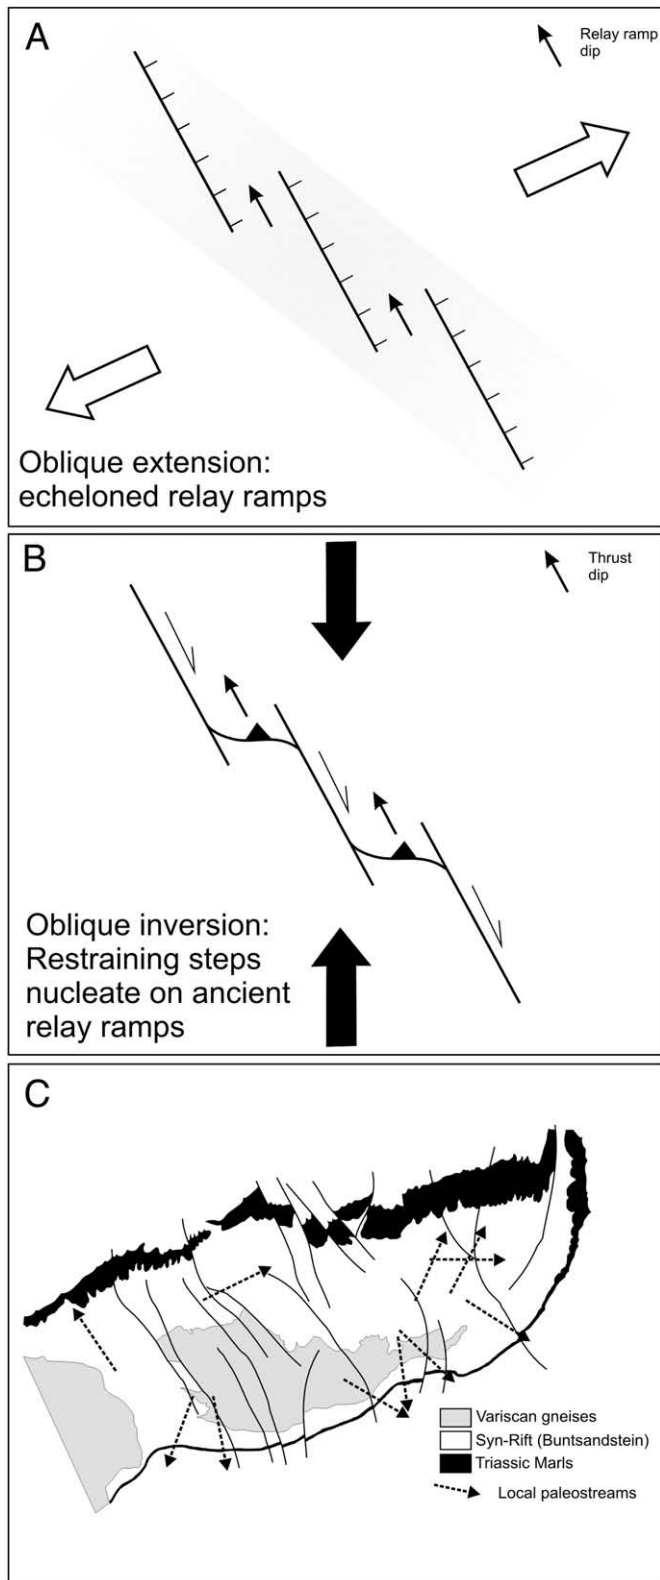 A
Relay ramp
dip
Oblique extension:
echeloned relay ramps
B
Thrust
dip
Oblique inversion:
Restraining steps
nucleate on ancient
relay ramps
C
Variscan gneises
Syn-Rift (Buntsandstein)
Triassic Marls
Local paleostreams